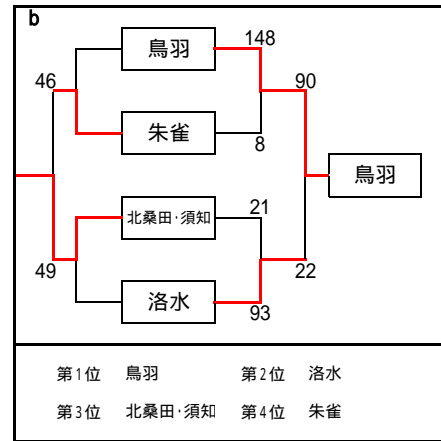 b
鳥羽 148
46 90
朱雀 8
鳥羽
北桑田・須知 21
49 22
洛水 93
第1位 鳥羽 第2位 洛水
第3位 北桑田・須知 第4位 朱雀